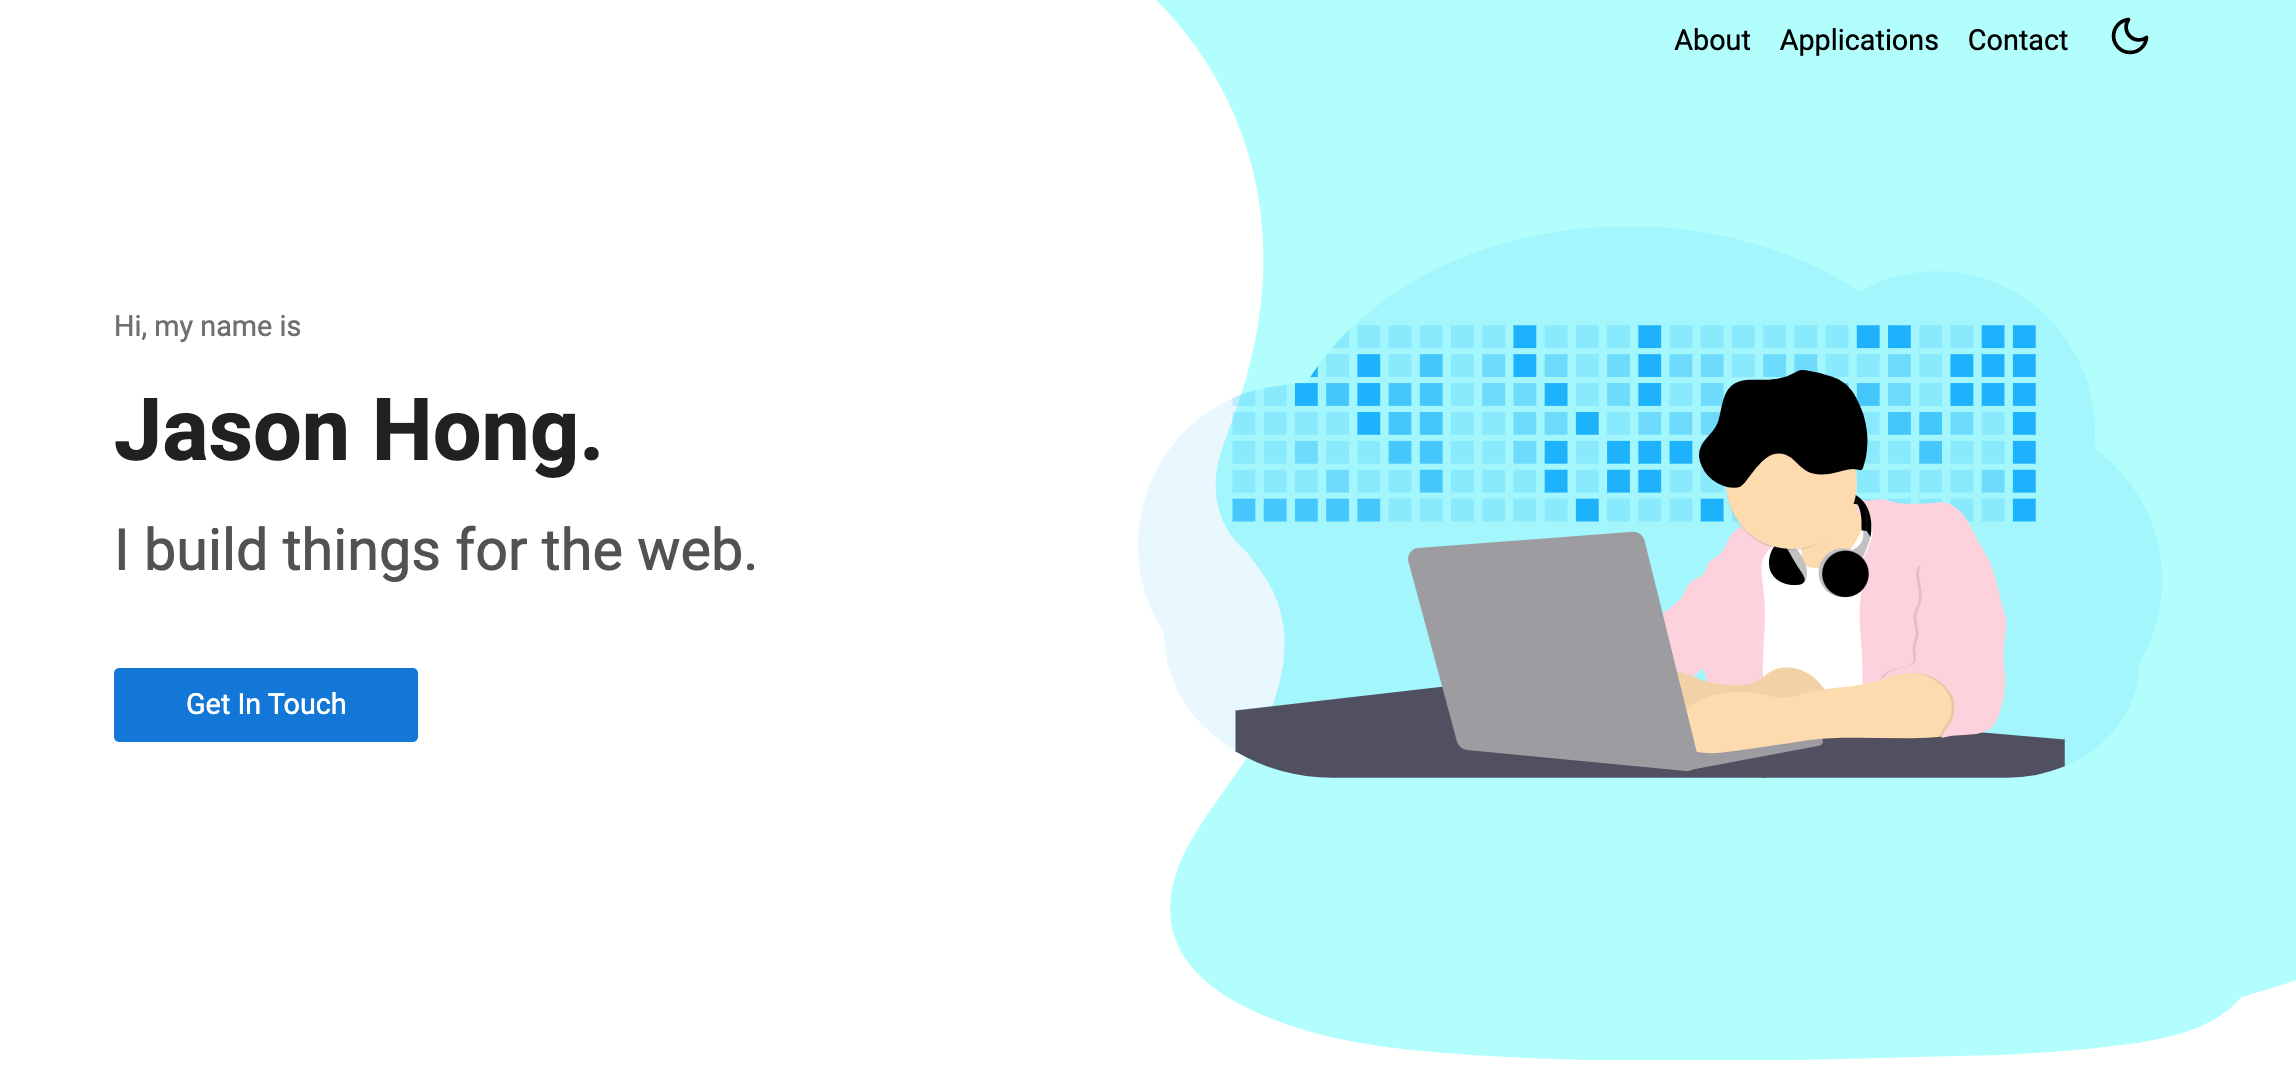 About Applications Contact
Hi, my name is
Jason Hong.
I build things for the web.
Get In Touch